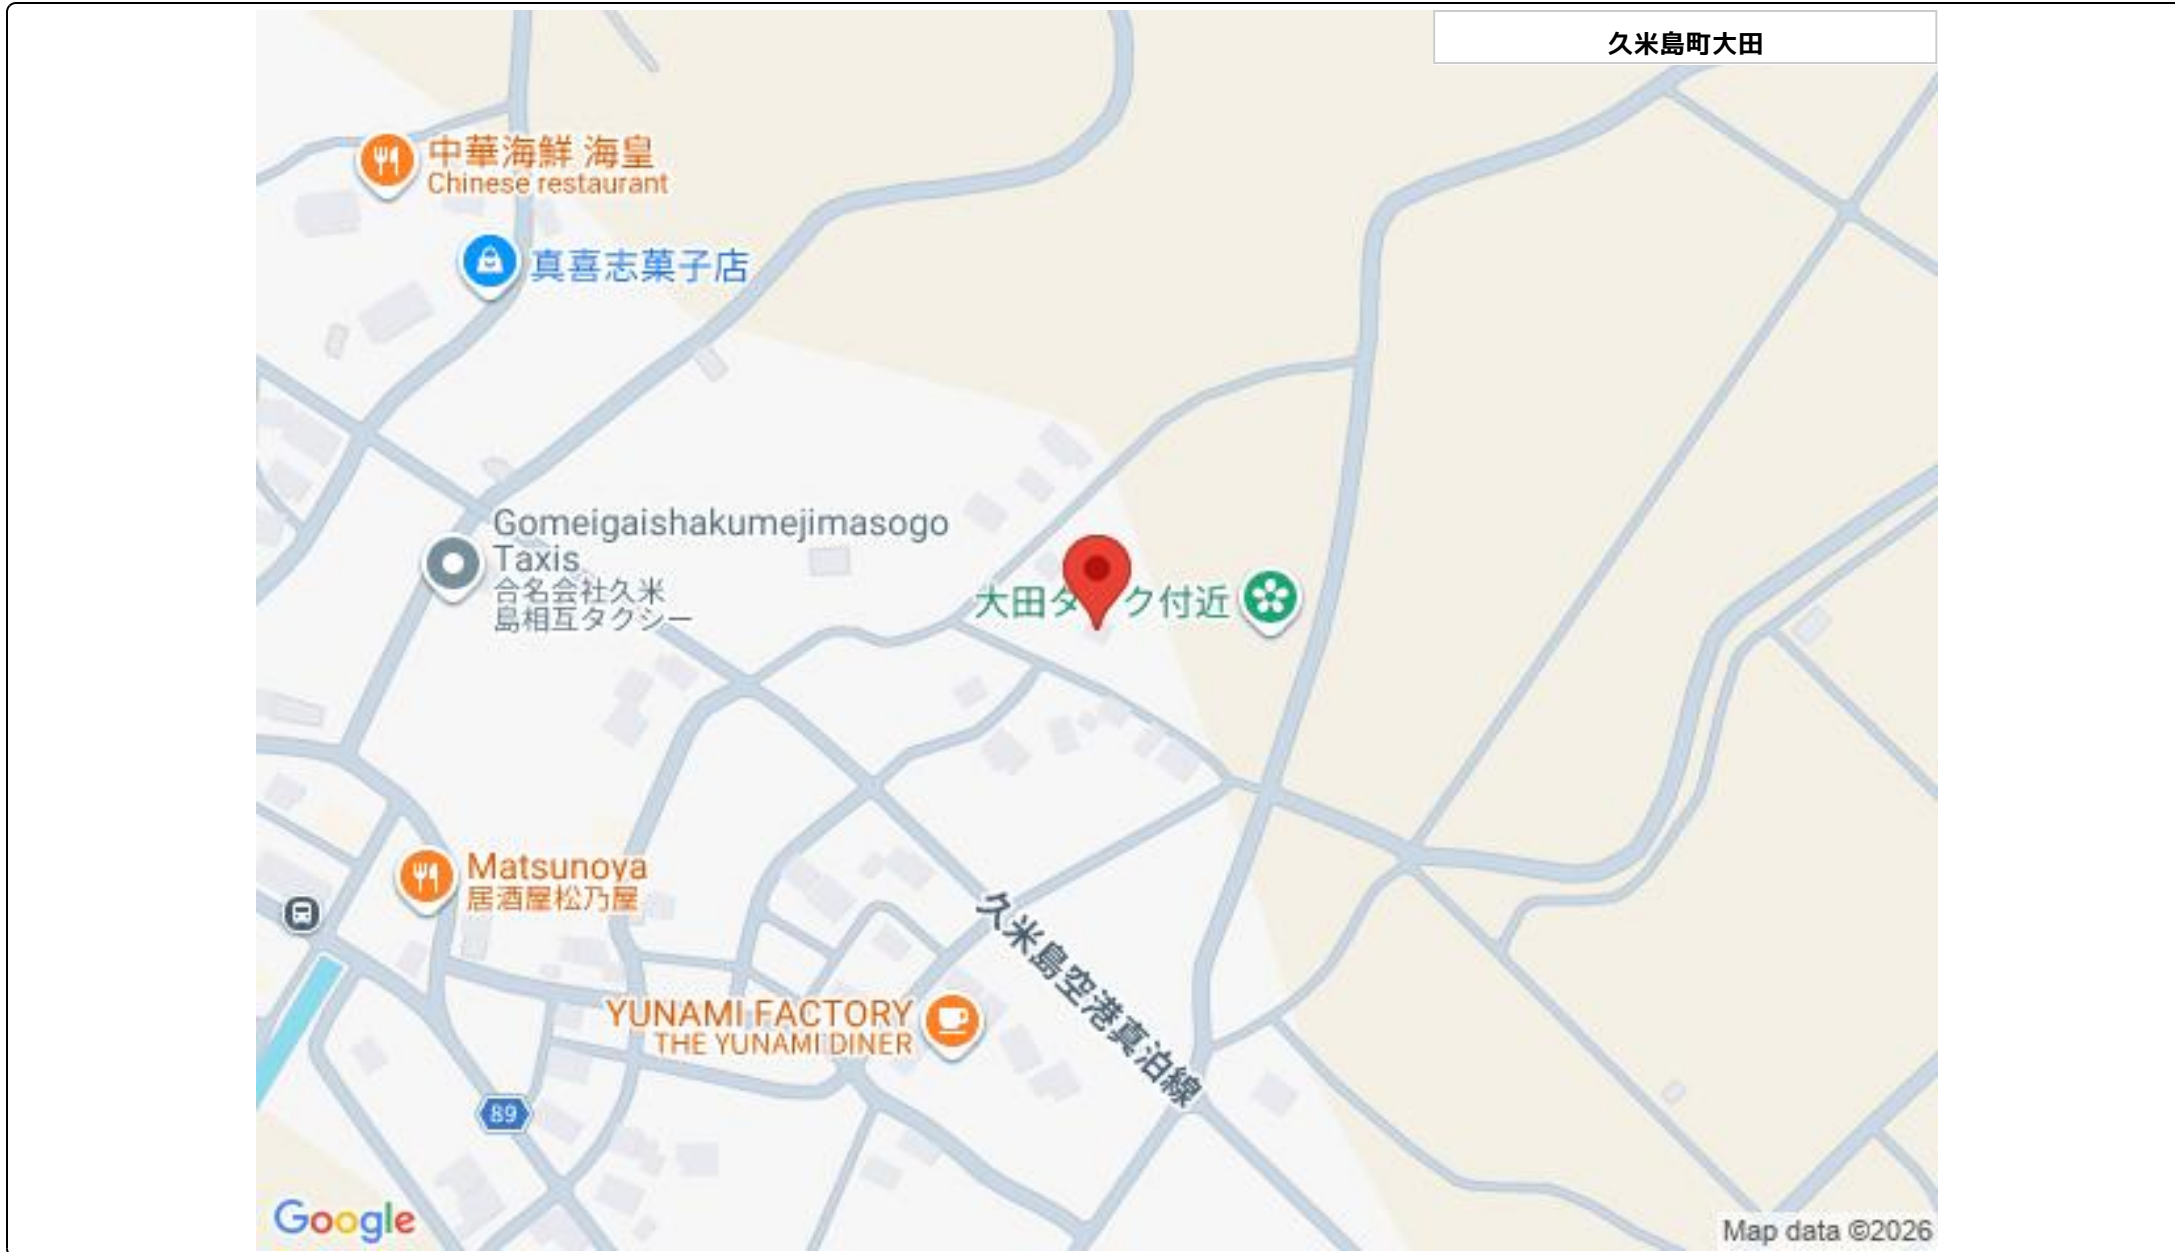 久米島町大田
中華海鮮 海皇
Chinese restaurant
真喜志菓子店
Gomeigaishakumejimasogo
Taxis
合名会社久米
島相互タクシー
大田タ
ク付近
Matsunoya
居酒屋松乃屋
久米島空港真泊線
YUNAMI FACTORY
THE YUNAMI DINER
89
Google
Map data ©2026